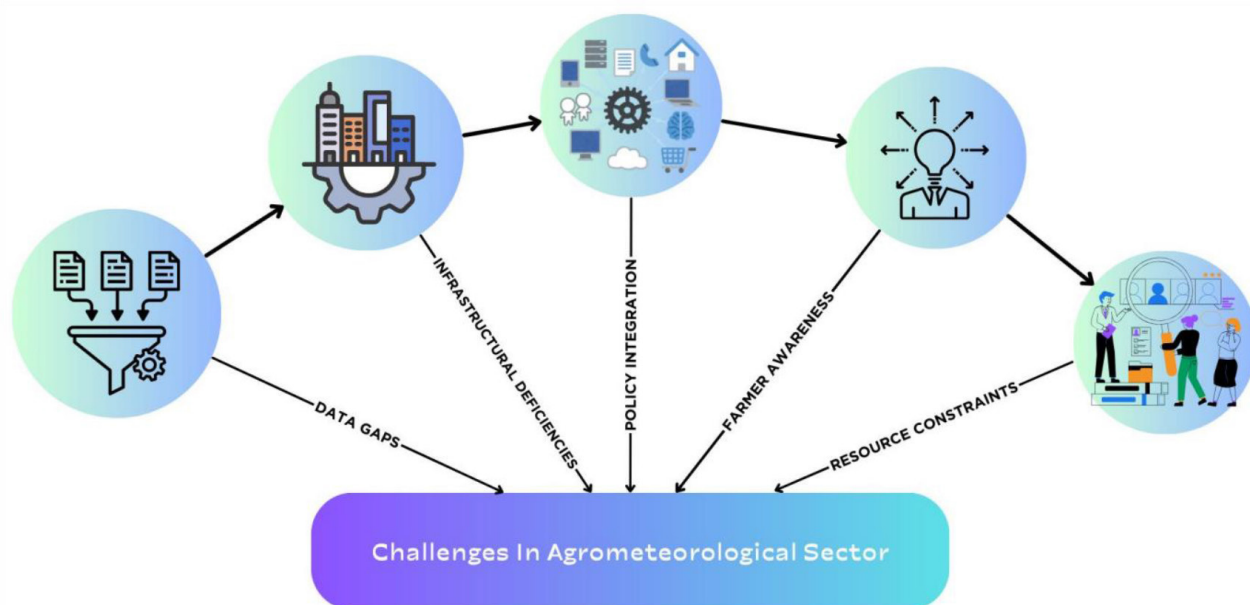 DATA GAPS
INFRASTRUCTURAL DEFICIENCIES
POLICY INTEGRATION
FARMER AWARENESS
RESOURCE CONSTRAINTS
Challenges In Agrometeorological Sector